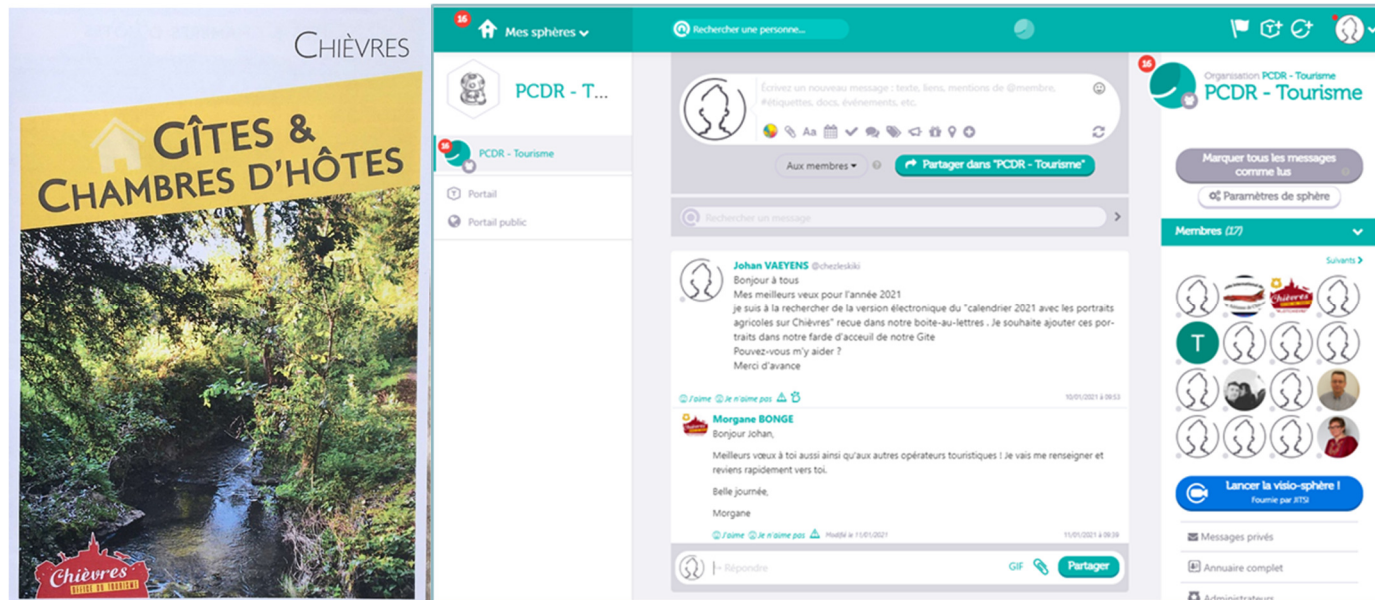 CHIÈVRES
GÎTES &
CHAMBRES D'HÔTES
Chièvres
OFFICE DU TOURISME
16
Mes sphères
Rechercher une personne...
PCDR - T...
16
PCDR - Tourisme
Portail
Portail public
Écrivez un nouveau message : texte, liens, mentions de @membre,
#étiquettes, docs, événements, etc.
Aa
Aux membres
Partager dans "PCDR - Tourisme"
Rechercher un message
Johan VAEYENS @chezleskiki
Bonjour à tous
Mes meilleurs veux pour l'année 2021
je suis à la rechercher de la version électronique du "calendrier 2021 avec les portraits
agricoles sur Chièvres" recue dans notre boite-au-lettres . Je souhaite ajouter ces por-
traits dans notre farde d'acceuil de notre Gite
Pouvez-vous m'y aider ?
Merci d'avance
J'aime Je n'aime pas 10/01/2021 à 09:53
Morgane BONGE
Bonjour Johan,
Meilleurs vœux à toi aussi ainsi qu'aux autres opérateurs touristiques ! Je vais me renseigner et
reviens rapidement vers toi.
Belle journée,
Morgane
J'aime Je n'aime pas Modifié le 11/01/2021 11/01/2021 à 09:39
Répondre GIF Partager
16
Organisation PCDR - Tourisme
PCDR - Tourisme
Marquer tous les messages
comme lus
Paramètres de sphère
Membres (17)
Suivants
Chièvres
T
Lancer la visio-sphère !
Fournie par JITSI
Messages privés
Annuaire complet
Administrateurs